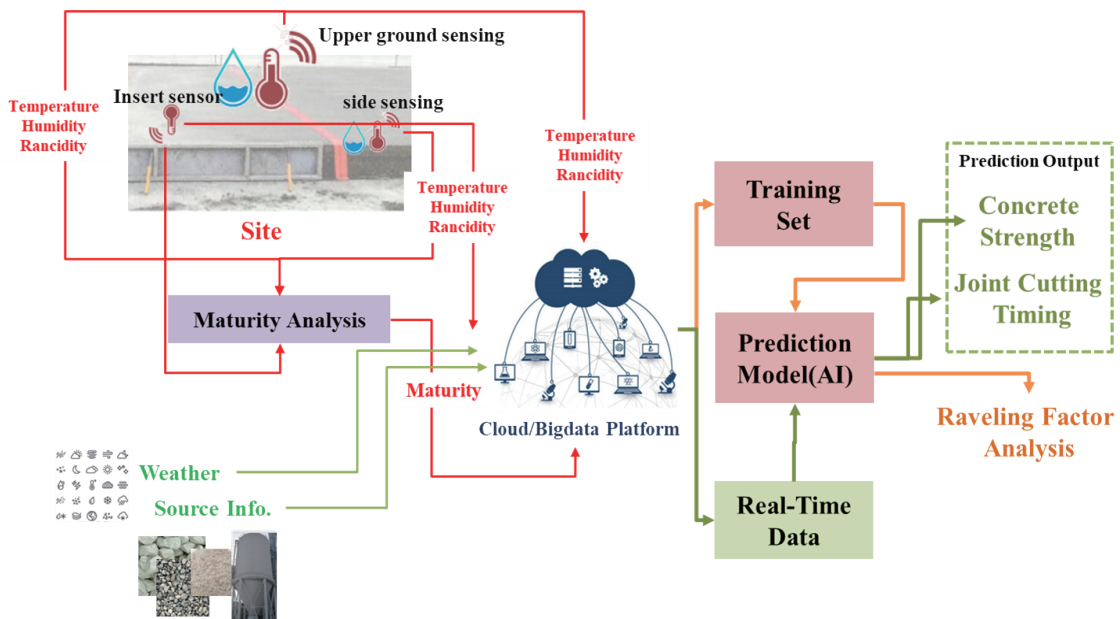 Upper ground sensing
Insert sensor
side sensing
Temperature
Humidity
Rancidity
Temperature
Humidity
Rancidity
Temperature
Humidity
Rancidity
Site
Maturity Analysis
Maturity
Cloud/Bigdata Platform
Weather
Source Info.
Training
Set
Prediction
Model(AI)
Real-Time
Data
Prediction Output
Concrete
Strength
Joint Cutting
Timing
Raveling Factor
Analysis